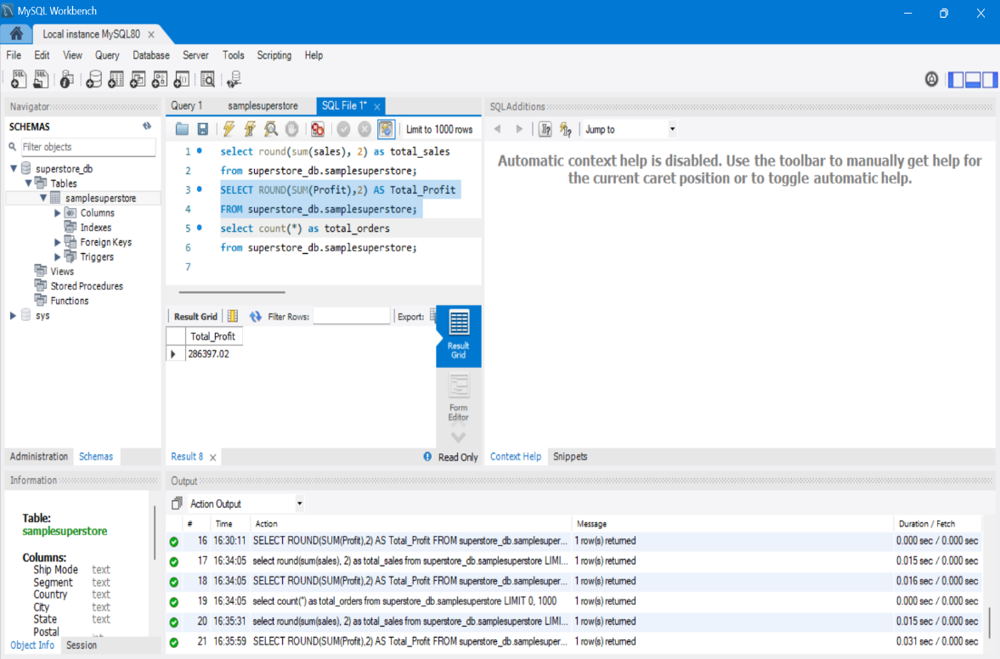 MySQL Workbench
Local instance MySQL80
File Edit View Query Database Server Tools Scripting Help
Navigator
SCHEMAS
Filter objects
superstore_db
Tables
samplesuperstore
Columns
Indexes
Foreign Keys
Triggers
Views
Stored Procedures
Functions
sys
Administration Schemas
Information
Table:
samplesuperstore
Columns:
Ship Mode text
Segment text
Country text
City text
State text
Postal
Object Info Session
Query 1 samplesuperstore SQL File 1*
Limit to 1000 rows
1 select round(sum(sales), 2) as total_sales
2 from superstore_db.samplesuperstore;
3 SELECT ROUND(SUM(Profit),2) AS Total_Profit
4 FROM superstore_db.samplesuperstore;
5 select count(*) as total_orders
6 from superstore_db.samplesuperstore;
7
Result Grid Filter Rows: Export:
Total_Profit
286397.02
Result
Grid
Form
Editor
Result 8 Read Only
SQLAdditions
Jump to
Automatic context help is disabled. Use the toolbar to manually get help for
the current caret position or to toggle automatic help.
Context Help Snippets
Output
Action Output
# Time Action Message Duration / Fetch
16 16:30:11 SELECT ROUND(SUM(Profit),2) AS Total_Profit FROM superstore_db.samplesuper... 1 row(s) returned 0.000 sec / 0.000 sec
17 16:34:05 select round(sum(sales), 2) as total_sales from superstore_db.samplesuperstore LIMI... 1 row(s) returned 0.015 sec / 0.000 sec
18 16:34:05 SELECT ROUND(SUM(Profit),2) AS Total_Profit FROM superstore_db.samplesuper... 1 row(s) returned 0.016 sec / 0.000 sec
19 16:34:05 select count(*) as total_orders from superstore_db.samplesuperstore LIMIT 0, 1000 1 row(s) returned 0.000 sec / 0.000 sec
20 16:35:31 select round(sum(sales), 2) as total_sales from superstore_db.samplesuperstore LIMI... 1 row(s) returned 0.015 sec / 0.000 sec
21 16:35:59 SELECT ROUND(SUM(Profit),2) AS Total_Profit FROM superstore_db.samplesuper... 1 row(s) returned 0.031 sec / 0.000 sec